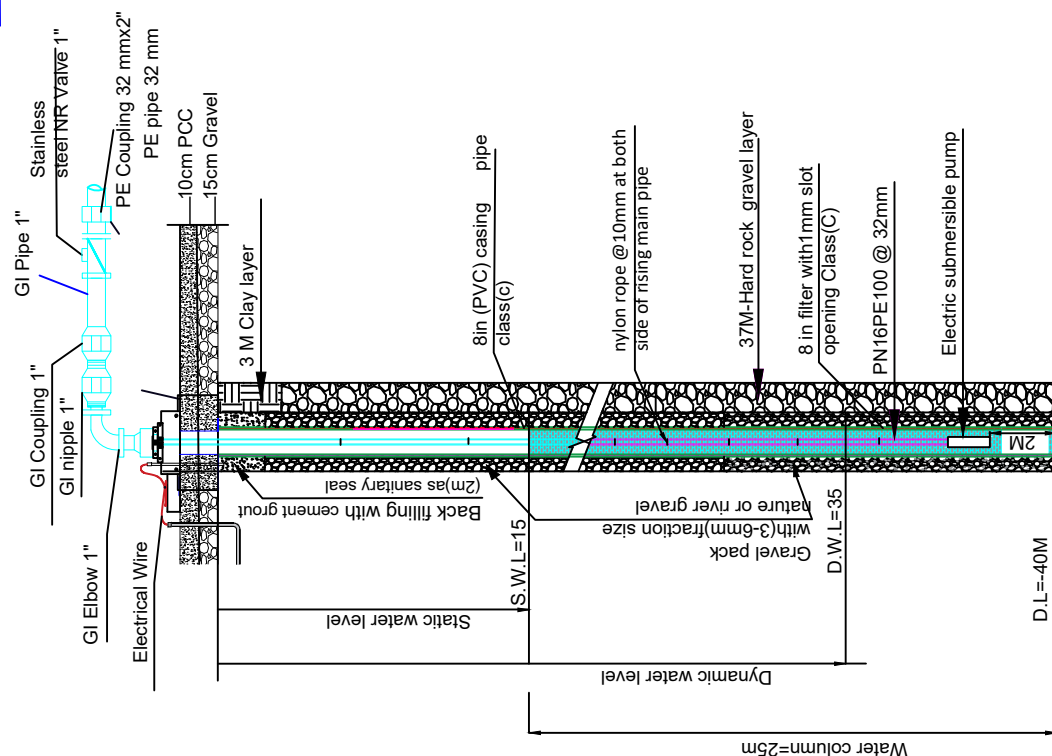 Stainless
steel NR Valve 1"
PE Coupling 32 mmx2"
PE pipe 32 mm
GI Pipe 1"
GI Coupling 1"
GI nipple 1"
GI Elbow 1"
Electrical Wire
10cm PCC
15cm Gravel
3 M Clay layer
8in (PVC) casing pipe
class(c)
nylon rope @10mm at both
side of rising main pipe
37M-Hard rock gravel layer
8 in filter with1mm slot
opening Class(C)
PN16PE100 @ 32mm
Electric submersible pump
2M
Back filling with cement grout
(2m)as sanitary seal
Gravel pack
with(3-6mm)fraction size
nature or river gravel
S.W.L=15
D.W.L=35
D.L=-40M
Static water level
Dynamic water level
Water column=25m